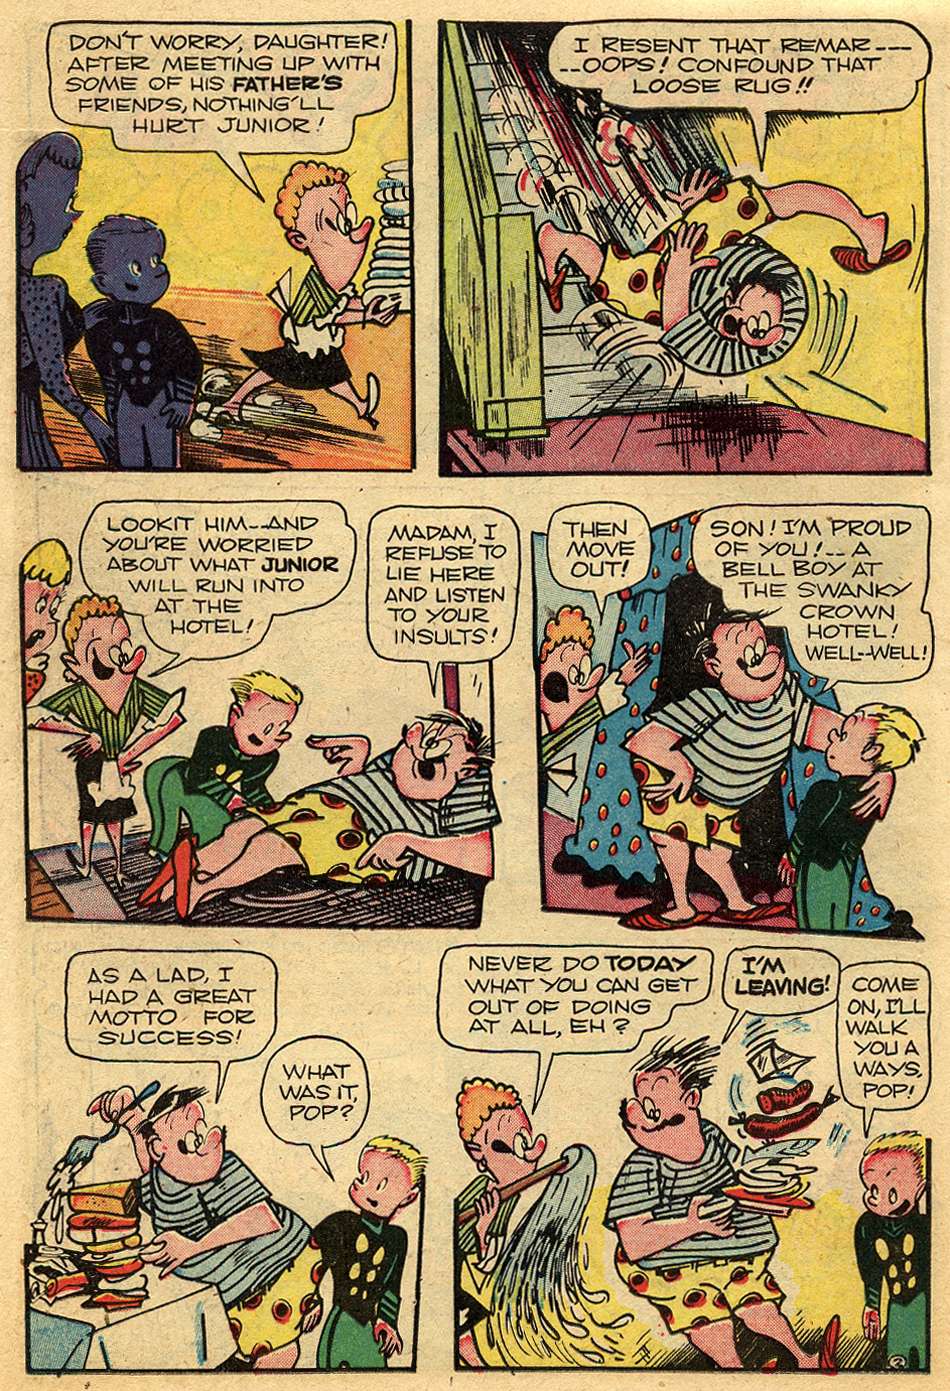 DON'T WORRY, DAUGHTER!
AFTER MEETING UP WITH
SOME OF HIS FATHER'S
FRIENDS, NOTHING'LL
HURT JUNIOR!
I RESENT THAT REMAR----
--OOPS! CONFOUND THAT
LOOSE RUG!!
LOOKIT HIM--AND
YOU'RE WORRIED
ABOUT WHAT JUNIOR
WILL RUN INTO
AT THE
HOTEL!
MADAM, I
REFUSE TO
LIE HERE
AND LISTEN
TO YOUR
INSULTS!
THEN
MOVE
OUT!
SON! I'M PROUD
OF YOU!-- A
BELL BOY AT
THE SWANKY
CROWN
HOTEL!
WELL--WELL!
AS A LAD, I
HAD A GREAT
MOTTO FOR
SUCCESS!
WHAT
WAS IT,
POP?
NEVER DO TODAY
WHAT YOU CAN GET
OUT OF DOING
AT ALL, EH?
I'M
LEAVING!
COME
ON, I'LL
WALK
YOU A
WAYS,
POP!
2